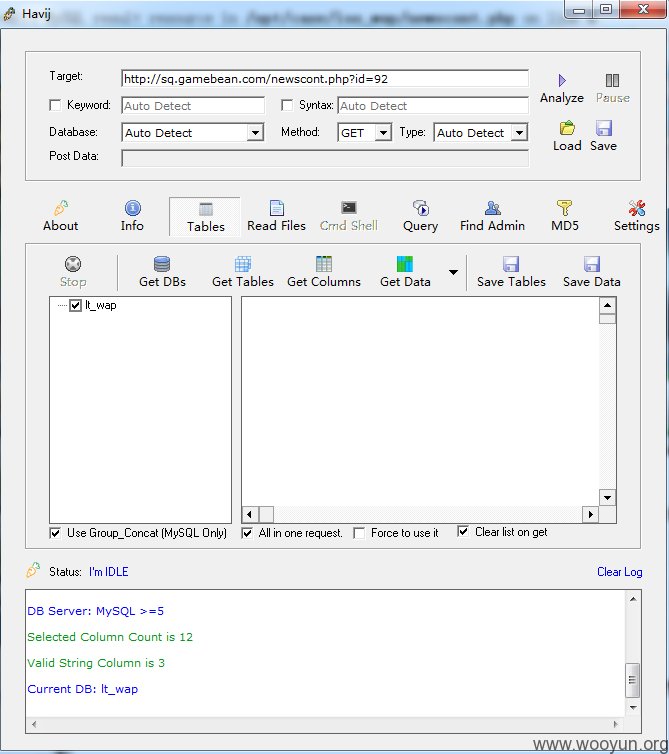 Havij
Target: http://sq.gamebean.com/newscont.php?id=92
Keyword: Auto Detect Syntax: Auto Detect
Analyze Pause
Database: Auto Detect Method: GET Type: Auto Detect
Load Save
Post Data:
About Info Tables Read Files Cmd Shell Query Find Admin MD5 Settings
Stop Get DBs Get Tables Get Columns Get Data Save Tables Save Data
lt_wap
Use Group_Concat (MySQL Only) All in one request. Force to use it Clear list on get
Status: I'm IDLE Clear Log
DB Server: MySQL >=5
Selected Column Count is 12
Valid String Column is 3
Current DB: lt_wap
www.wooyun.org